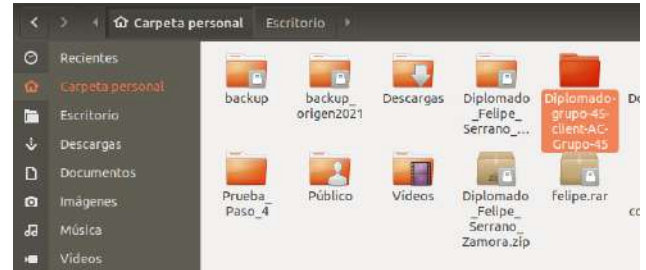 Carpeta personal Escritorio
Recientes
Carpeta personal
Escritorio
Descargas
Documentos
Imágenes
Música
Vídeos
backup
backup_
origen2021
Descargas
Diplomado
_Felipe_
Serrano_...
Diplomado-
grupo-45-
client-AC-
Grupo-45
Prueba_
Paso_4
Público
Vídeos
Diplomado
_Felipe_
Serrano_
Zamora.zip
felipe.rar